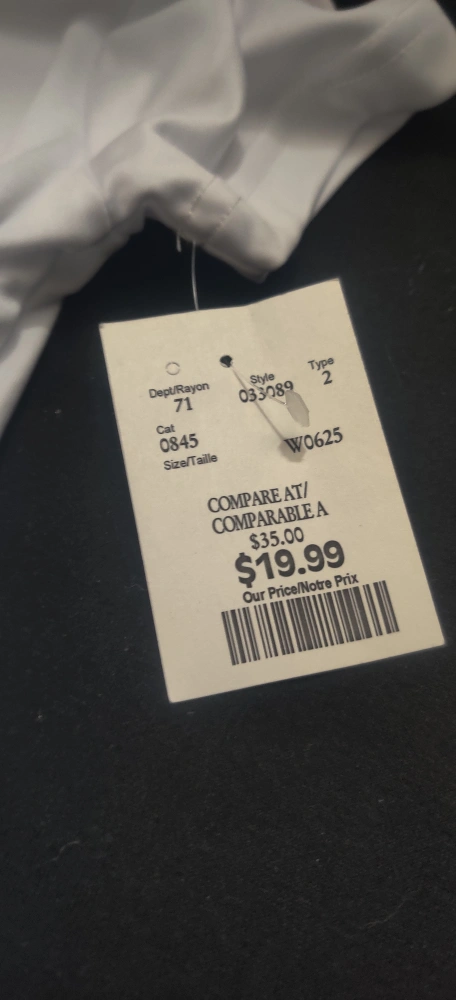 Dept/Rayon Style Type
71 033089 2
Cat
0845 W0625
Size/Taille
COMPARE AT/
COMPARABLE A
$35.00
$19.99
Our Price/Notre Prix